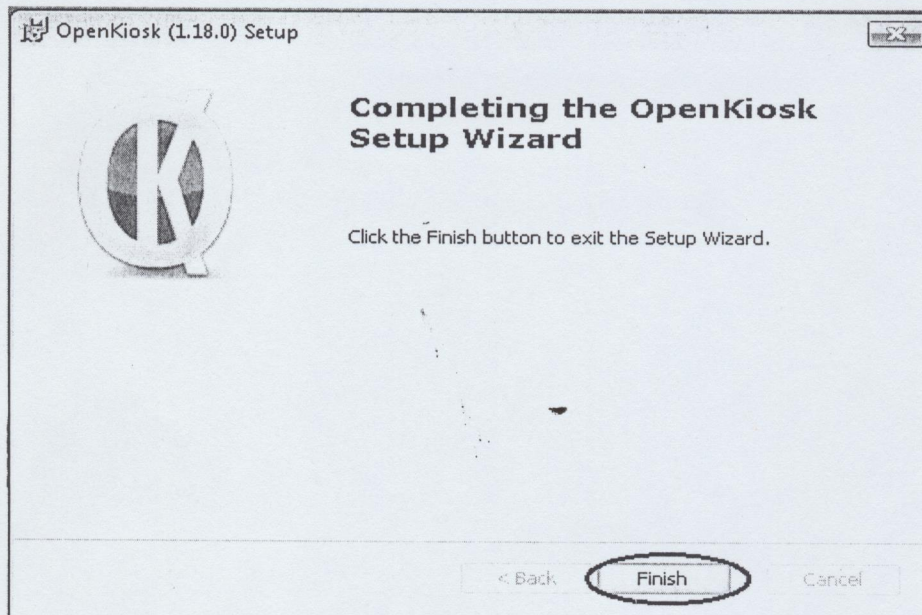 OpenKiosk (1.18.0) Setup
Completing the OpenKiosk
Setup Wizard
Click the Finish button to exit the Setup Wizard.
< Back Finish Cancel